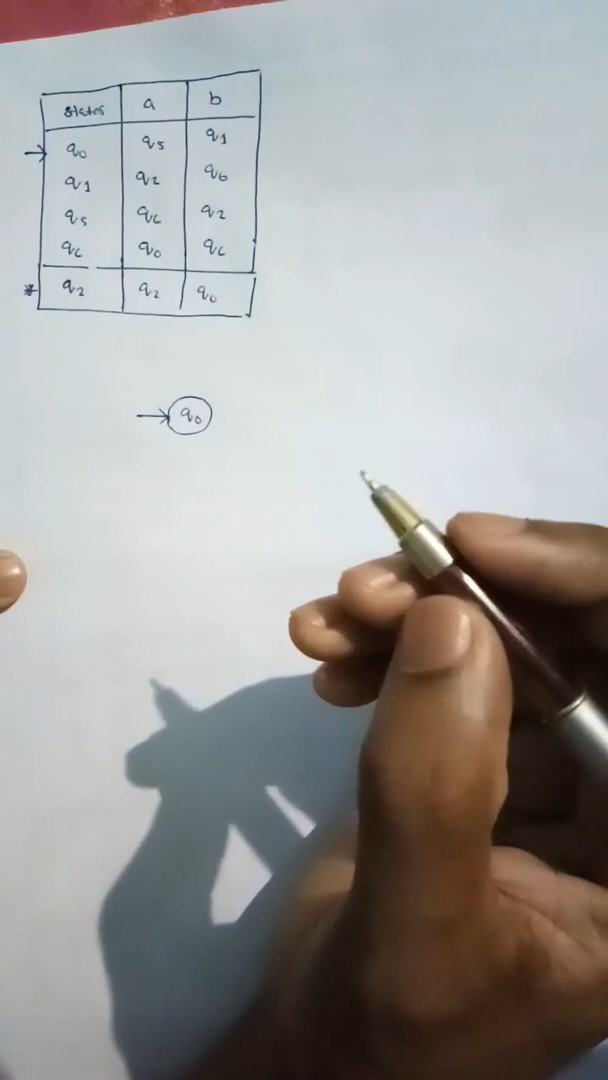 States a b
→ q0 q5 q1
q1 q2 q6
q5 q6 q2
q6 q0 q6
* q2 q2 q0
→ q0